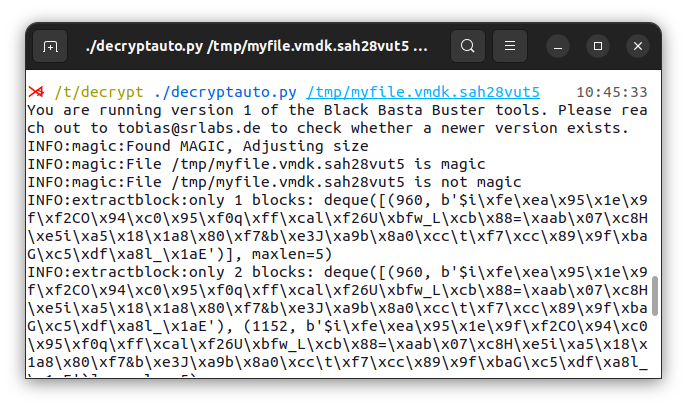 ./decryptauto.py /tmp/myfile.vmdk.sah28vut5 ...
/t/decrypt ./decryptauto.py /tmp/myfile.vmdk.sah28vut5 10:45:33
You are running version 1 of the Black Basta Buster tools. Please rea
ch out to tobias@srlabs.de to check whether a newer version exists.
INFO:magic:Found MAGIC, Adjusting size
INFO:magic:File /tmp/myfile.vmdk.sah28vut5 is magic
INFO:magic:File /tmp/myfile.vmdk.sah28vut5 is not magic
INFO:extractblock:only 1 blocks: deque([(960, b'$i\xfe\xea\x95\x1e\x9
f\xf2CO\x94\xc0\x95\xf0q\xff\xcal\xf26U\xbfw_L\xcb\x88=\xaab\x07\xc8H
\xe5i\xa5\x18\x1a8\x80\xf7&b\xe3J\xa9b\x8a0\xcc\t\xf7\xcc\x89\x9f\xba
G\xc5\xdf\xa8l_\x1aE')], maxlen=5)
INFO:extractblock:only 2 blocks: deque([(960, b'$i\xfe\xea\x95\x1e\x9
f\xf2CO\x94\xc0\x95\xf0q\xff\xcal\xf26U\xbfw_L\xcb\x88=\xaab\x07\xc8H
\xe5i\xa5\x18\x1a8\x80\xf7&b\xe3J\xa9b\x8a0\xcc\t\xf7\xcc\x89\x9f\xba
G\xc5\xdf\xa8l_\x1aE'), (1152, b'$i\xfe\xea\x95\x1e\x9f\xf2CO\x94\xc0
\x95\xf0q\xff\xcal\xf26U\xbfw_L\xcb\x88=\xaab\x07\xc8H\xe5i\xa5\x18\x
1a8\x80\xf7&b\xe3J\xa9b\x8a0\xcc\t\xf7\xcc\x89\x9f\xbaG\xc5\xdf\xa8l_